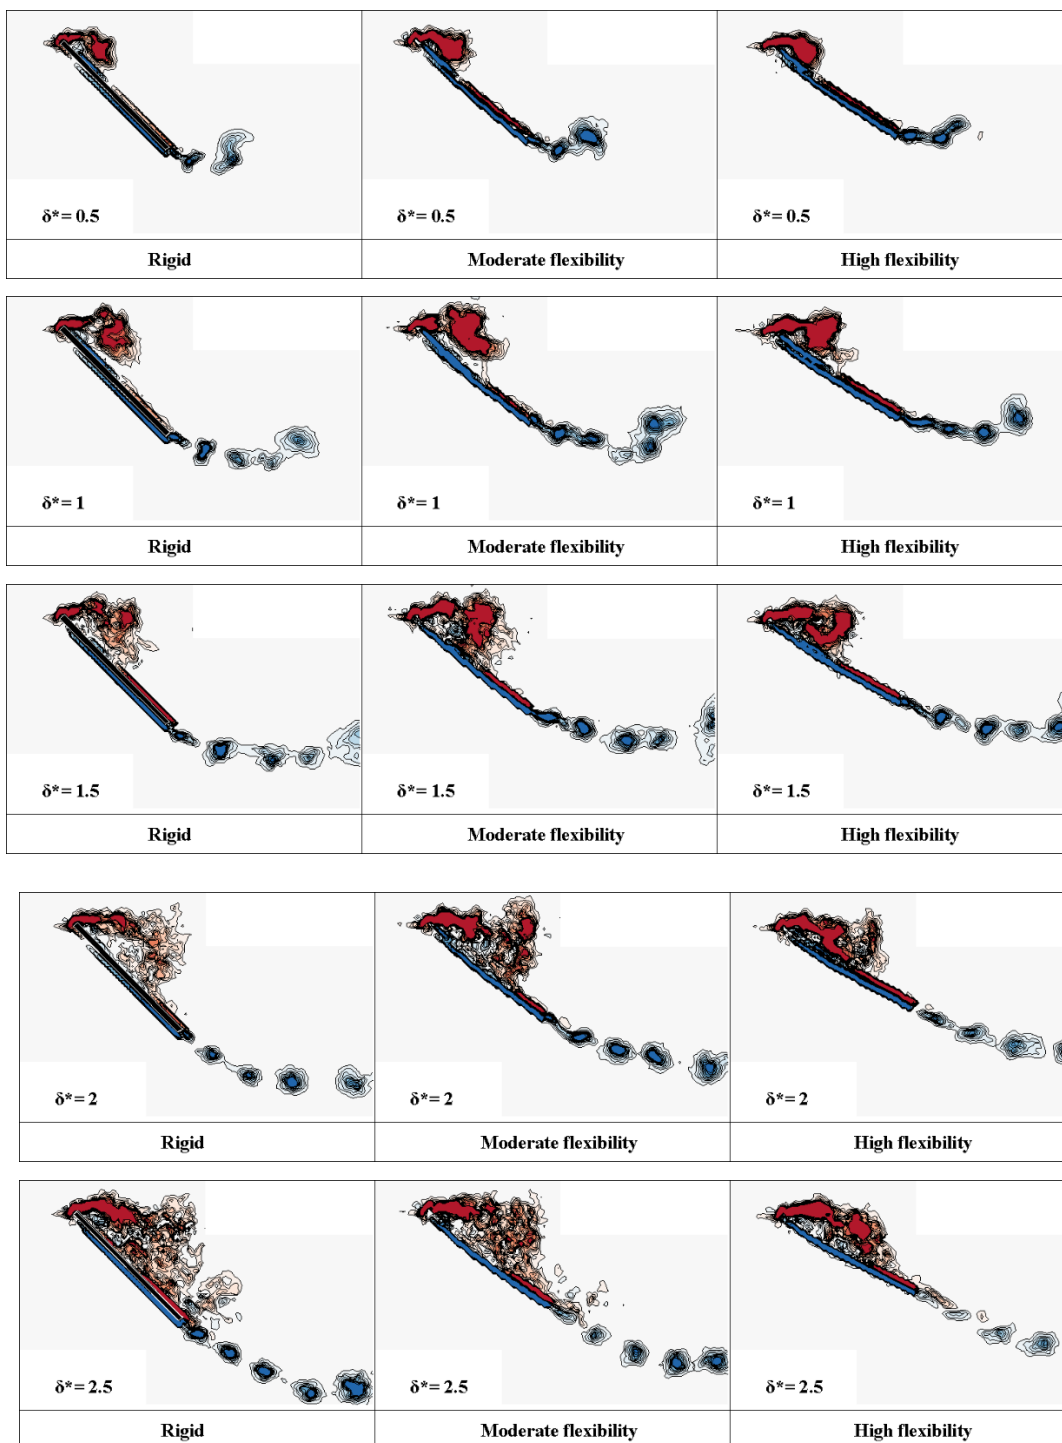 δ*= 0.5 δ*= 0.5 δ*= 0.5
Rigid Moderate flexibility High flexibility
δ*= 1 δ*= 1 δ*= 1
Rigid Moderate flexibility High flexibility
δ*= 1.5 δ*= 1.5 δ*= 1.5
Rigid Moderate flexibility High flexibility
δ*= 2 δ*= 2 δ*= 2
Rigid Moderate flexibility High flexibility
δ*= 2.5 δ*= 2.5 δ*= 2.5
Rigid Moderate flexibility High flexibility